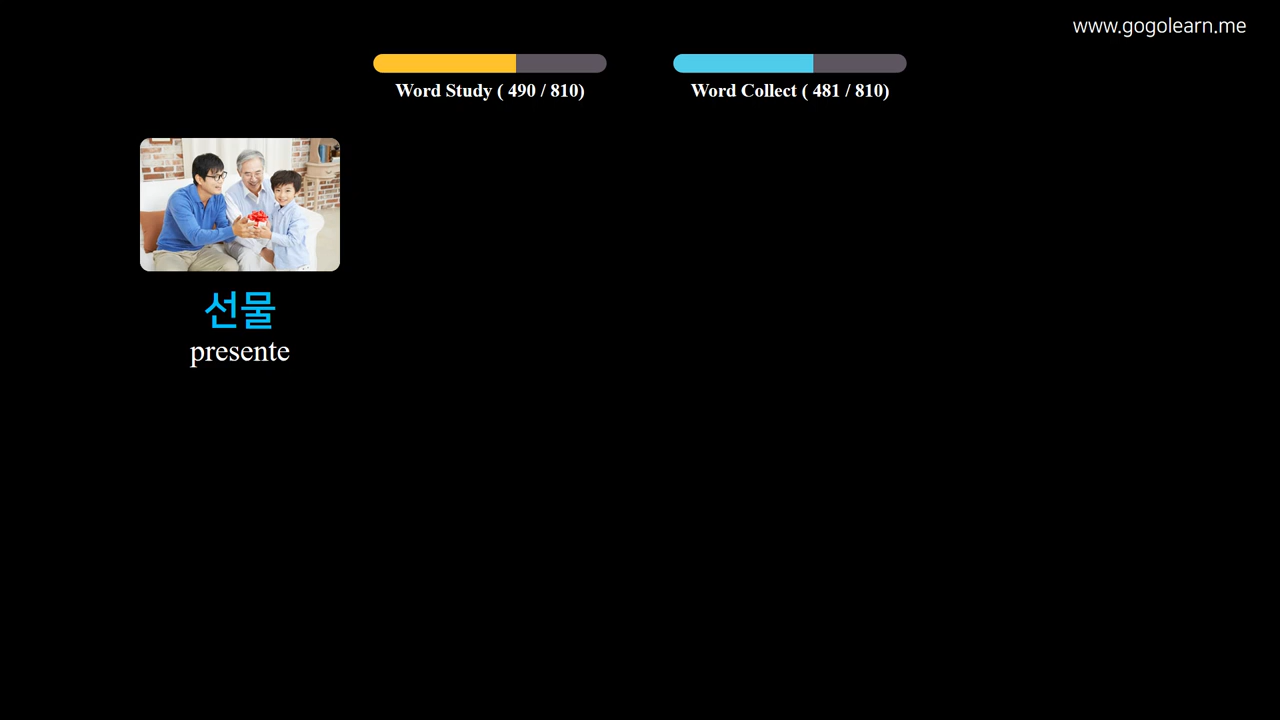 www.gogolearn.me
Word Study ( 490 / 810)
Word Collect ( 481 / 810)
선물
presente